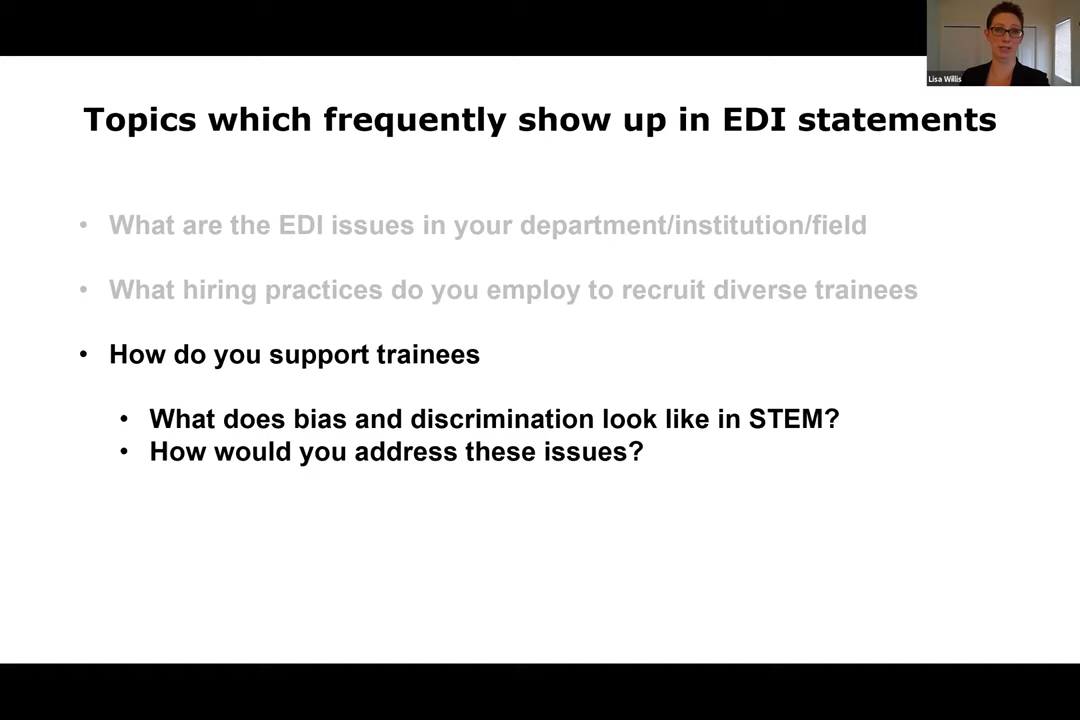 Lisa Willis
Topics which frequently show up in EDI statements
• What are the EDI issues in your department/institution/field
• What hiring practices do you employ to recruit diverse trainees
• How do you support trainees
• What does bias and discrimination look like in STEM?
• How would you address these issues?